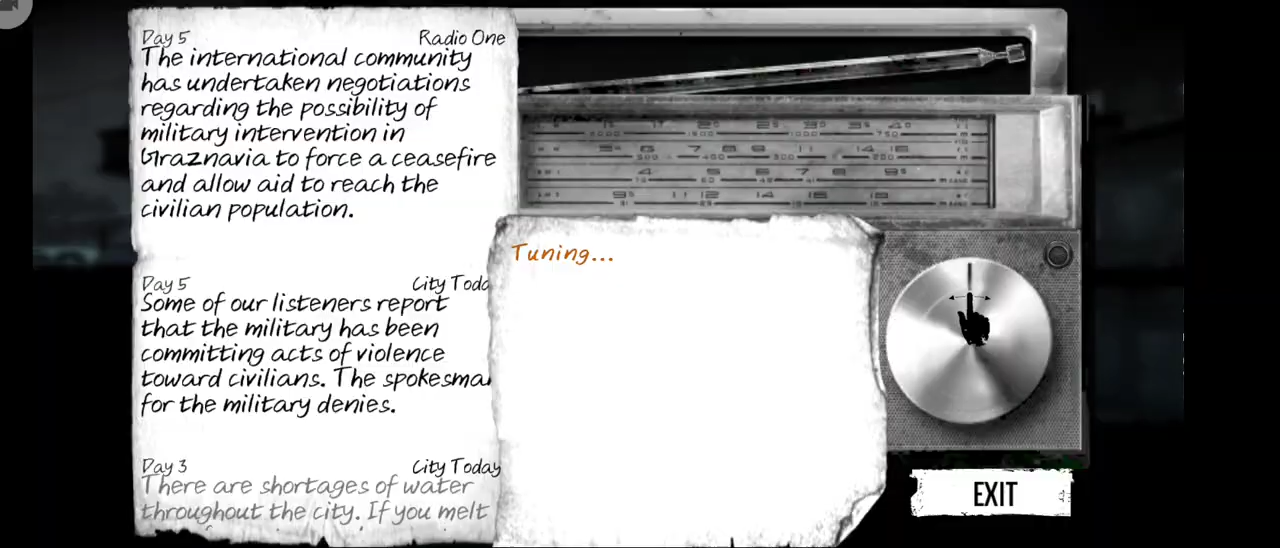 Day 5 Radio One
The international community
has undertaken negotiations
regarding the possibility of
military intervention in
Graznavia to force a ceasefire
and allow aid to reach the
civilian population.
Day 5 City Toda
Some of our listeners report
that the military has been
committing acts of violence
toward civilians. The spokesma
for the military denies.
Day 3 City Today
There are shortages of water
throughout the city. If you melt
Tuning...
EXIT